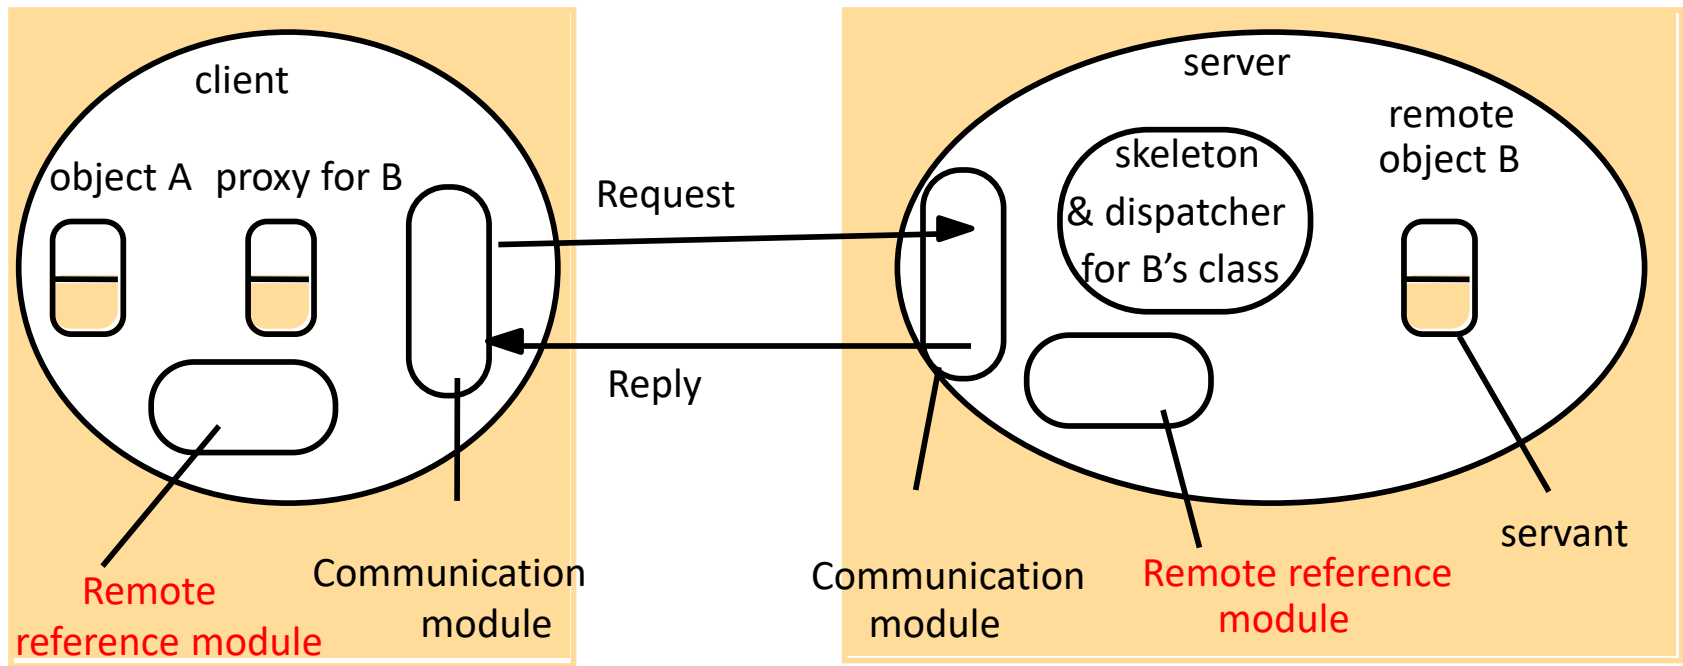 client
object A
proxy for B
Remote
reference module
Communication
module
Request
Reply
server
skeleton
& dispatcher
for B’s class
remote
object B
Communication
module
Remote reference
module
servant